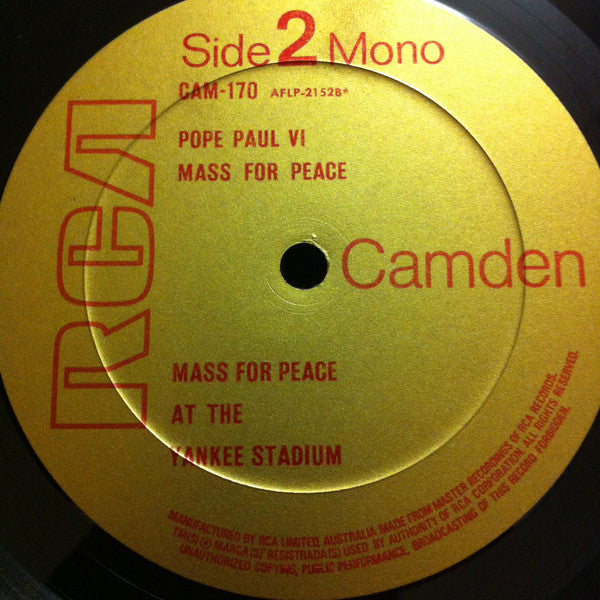 Side 2 Mono
CAM-170 AFLP-2152B*
POPE PAUL VI
MASS FOR PEACE
RCA
Camden
MASS FOR PEACE
AT THE
YANKEE STADIUM
MANUFACTURED BY RCA LIMITED, AUSTRALIA MADE FROM MASTER RECORDINGS OF RCA RECORDS.
TM(S) ® MARCA(S) REGISTRADA(S) USED BY AUTHORITY OF RCA CORPORATION. ALL RIGHTS RESERVED.
UNAUTHORIZED COPYING, PUBLIC PERFORMANCE, BROADCASTING OF THIS RECORD FORBIDDEN.